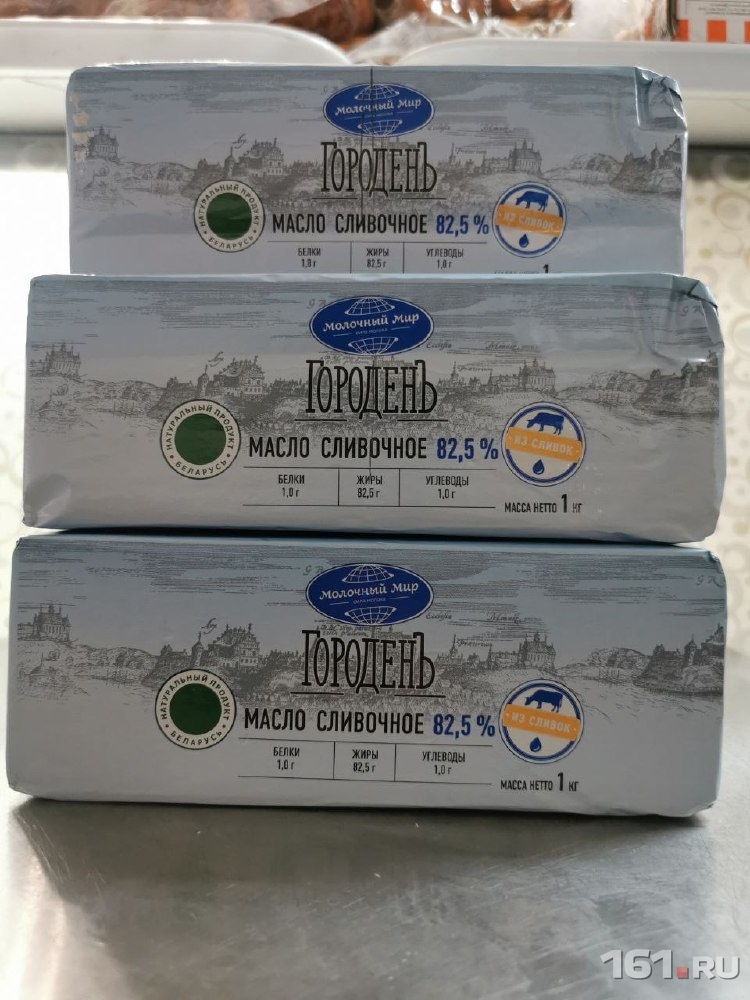 Молочный Мир
ГОРОДЕНЪ
НАТУРАЛЬНЫЙ ПРОДУКТ
БЕЛАРУСЬ
МАСЛО СЛИВОЧНОЕ 82,5 %
ИЗ СЛИВОК
БЕЛКИ ЖИРЫ УГЛЕВОДЫ
1,0 г 82,5 г 1,0 г
Молочный Мир
ГОРОДЕНЪ
НАТУРАЛЬНЫЙ ПРОДУКТ
БЕЛАРУСЬ
МАСЛО СЛИВОЧНОЕ 82,5 %
ИЗ СЛИВОК
БЕЛКИ ЖИРЫ УГЛЕВОДЫ
1,0 г 82,5 г 1,0 г
МАССА НЕТТО 1 КГ
Молочный Мир
ГОРОДЕНЪ
НАТУРАЛЬНЫЙ ПРОДУКТ
БЕЛАРУСЬ
МАСЛО СЛИВОЧНОЕ 82,5 %
ИЗ СЛИВОК
БЕЛКИ ЖИРЫ УГЛЕВОДЫ
1,0 г 82,5 г 1,0 г
МАССА НЕТТО 1 КГ
161.RU